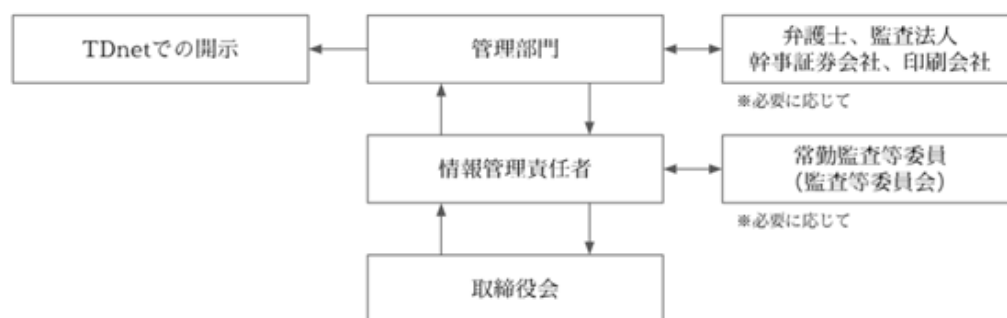 TDnetでの開示
管理部門
弁護士、監査法人
幹事証券会社、印刷会社
※必要に応じて
情報管理責任者
常勤監査等委員
（監査等委員会）
※必要に応じて
取締役会